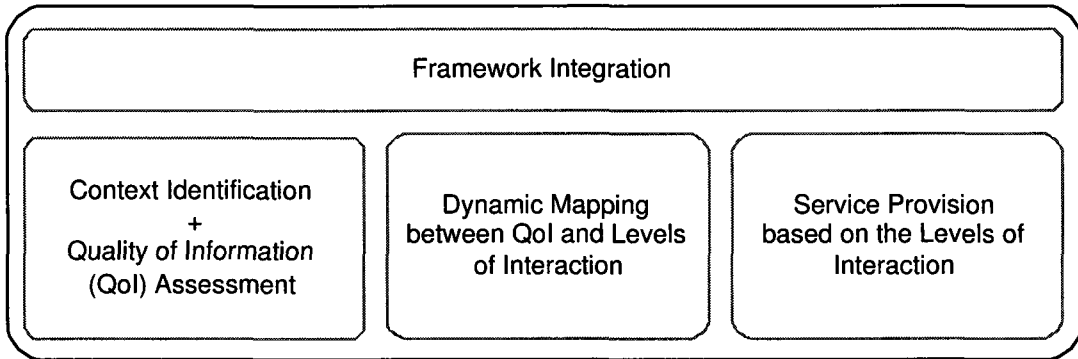 Framework Integration
Context Identification
+
Quality of Information
(QoI) Assessment
Dynamic Mapping
between QoI and Levels
of Interaction
Service Provision
based on the Levels of
Interaction